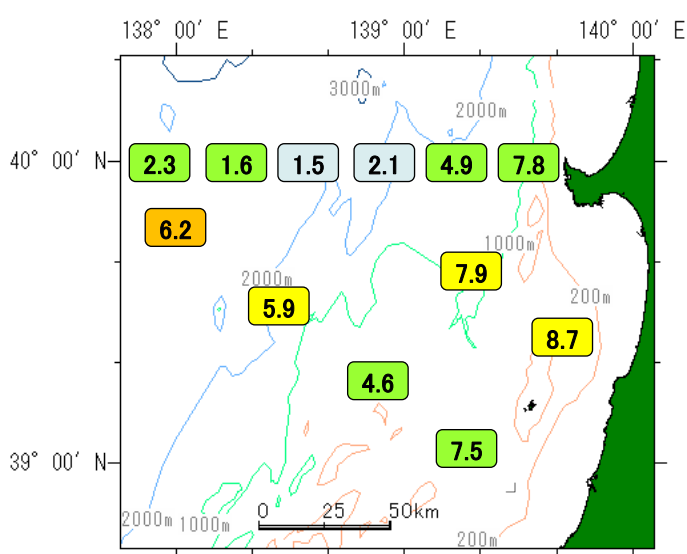 138° 00′ E 139° 00′ E 140° 00′ E
3000m
2000m
40° 00′ N
2.3 1.6 1.5 2.1 4.9 7.8
6.2
1000m
7.9
2000m
200m
5.9
8.7
4.6
7.5
39° 00′ N
0 25 50km
2000m 1000m
200m